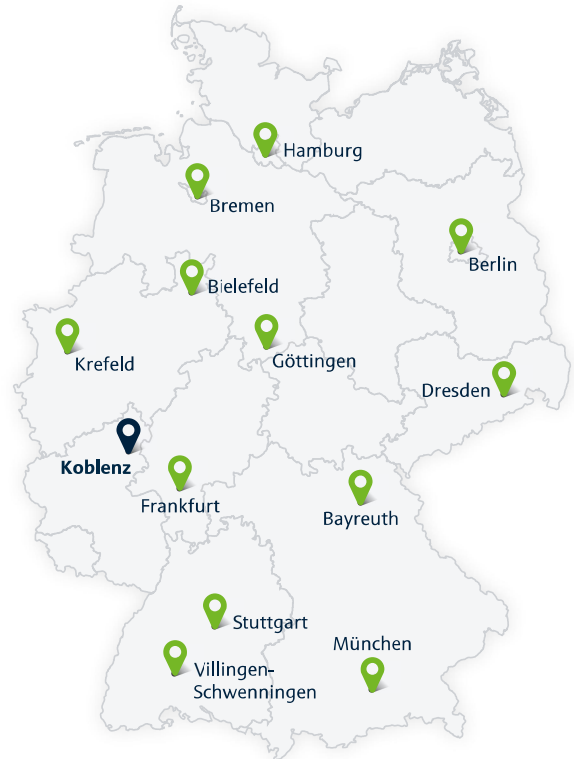 Hamburg
Bremen
Berlin
Bielefeld
Göttingen
Krefeld
Dresden
Koblenz
Frankfurt
Bayreuth
Stuttgart
München
Villingen-
Schwenningen